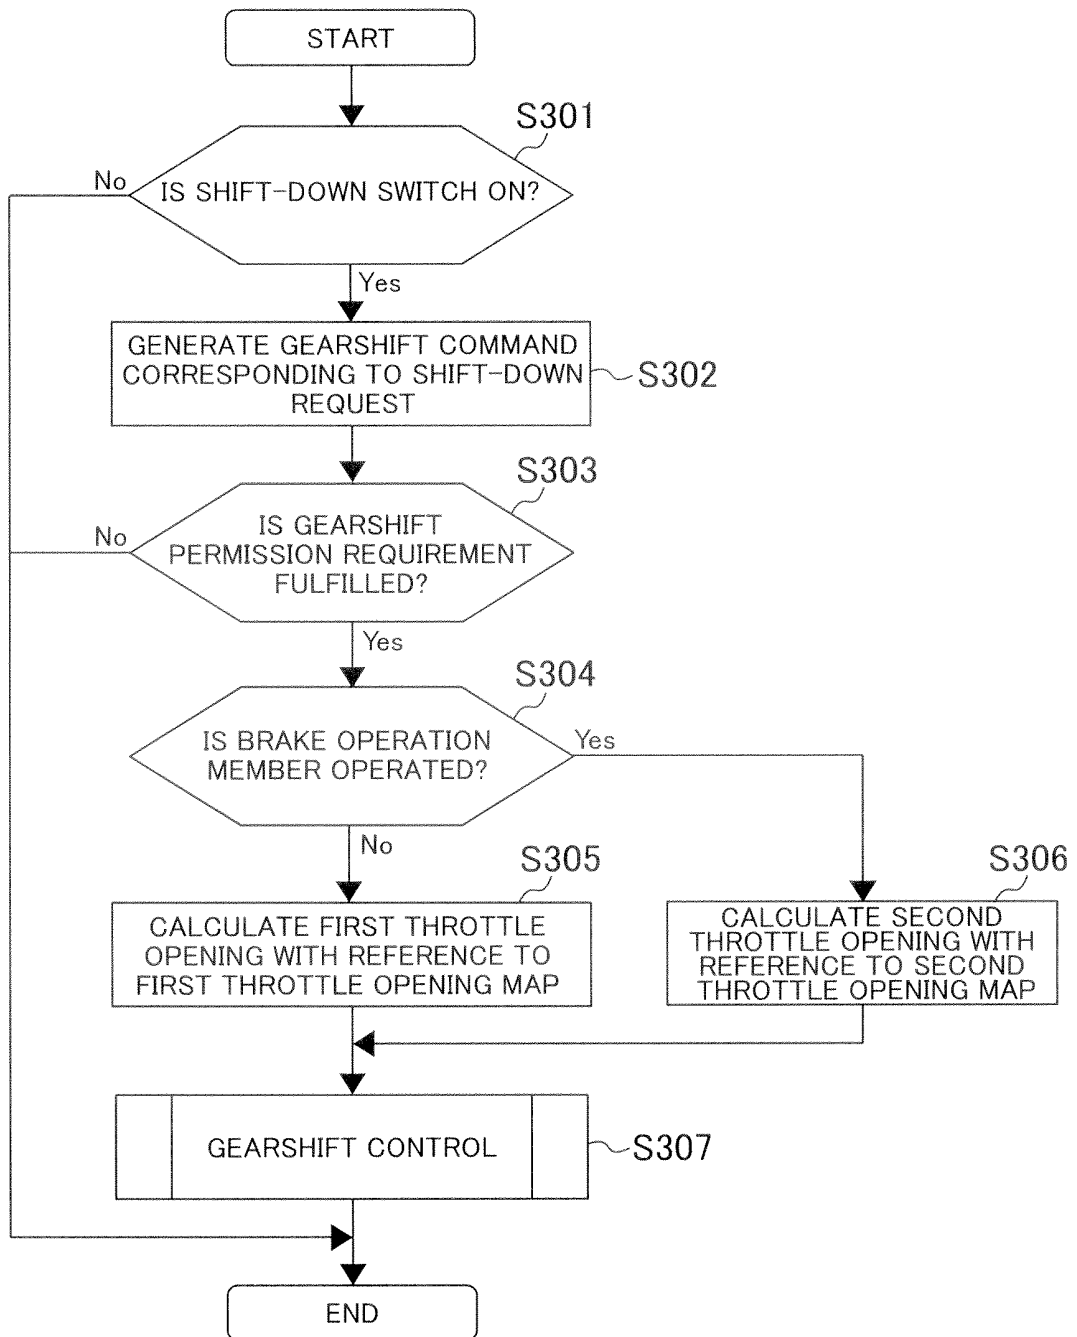 START
S301
No
IS SHIFT-DOWN SWITCH ON?
Yes
GENERATE GEARSHIFT COMMAND
CORRESPONDING TO SHIFT-DOWN
REQUEST
S302
S303
No
IS GEARSHIFT
PERMISSION REQUIREMENT
FULFILLED?
Yes
S304
IS BRAKE OPERATION
MEMBER OPERATED?
Yes
No
S305
S306
CALCULATE FIRST THROTTLE
OPENING WITH REFERENCE TO
FIRST THROTTLE OPENING MAP
CALCULATE SECOND
THROTTLE OPENING WITH
REFERENCE TO SECOND
THROTTLE OPENING MAP
GEARSHIFT CONTROL
S307
END